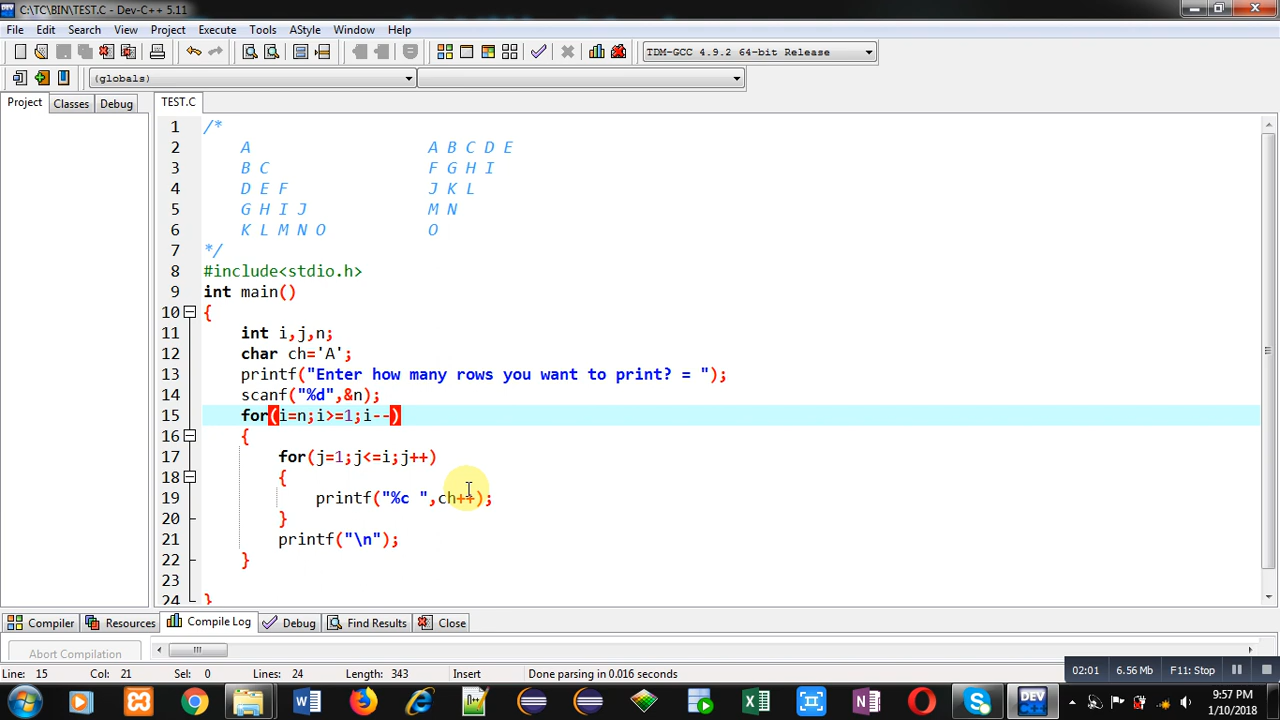 C:\TC\BIN\TEST.C - Dev-C++ 5.11
File Edit Search View Project Execute Tools AStyle Window Help
TDM-GCC 4.9.2 64-bit Release
(globals)
Project Classes Debug TEST.C
1 /*
2 A A B C D E
3 B C F G H I
4 D E F J K L
5 G H I J M N
6 K L M N O O
7 */
8 #include<stdio.h>
9 int main()
10 {
11 int i,j,n;
12 char ch='A';
13 printf("Enter how many rows you want to print? = ");
14 scanf("%d",&n);
15 for(i=n;i>=1;i--)
16 {
17 for(j=1;j<=i;j++)
18 {
19 printf("%c ",ch++);
20 }
21 printf("\n");
22 }
23
24 }
Compiler Resources Compile Log Debug Find Results Close
Abort Compilation
Line: 15 Col: 21 Sel: 0 Lines: 24 Length: 343 Insert Done parsing in 0.016 seconds
02:01 6.56 Mb F11: Stop
DEV
9:57 PM
1/10/2018